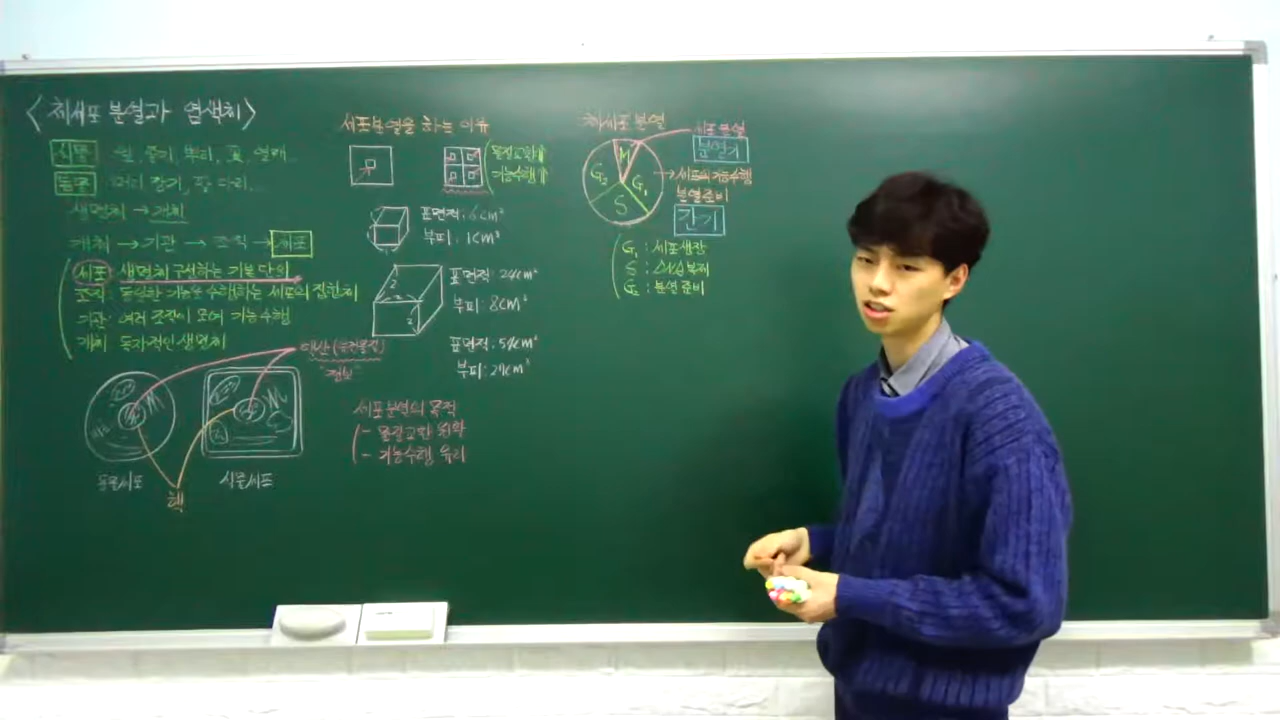 <체세포 분열과 염색체>
식물 잎, 줄기, 뿌리, 꽃, 열매..
동물 머리, 장기, 팔, 다리...
생명체 → 개체
개체 → 기관 → 조직 → 세포
세포: 생명체 구성하는 기본 단위
조직: 동일한 기능을 수행하는 세포의 집합체
기관: 여러 조직이 모여 기능수행
개체: 독자적인 생명체
핵산(유전물질)
"정보"
동물세포
식물세포
핵
세포분열을 하는 이유
물질교환↑
기능수행↑
표면적: 6cm²
부피: 1cm³
2
2
표면적: 24cm²
부피: 8cm³
표면적: 54cm²
부피: 27cm³
세포분열의 목적
- 물질교환 원활
- 기능수행 유리
체세포 분열
M
G₂
G₁
S
세포 분열
분열기
→ 세포의 기능수행
분열준비
간기
G₁: 세포생장
S: DNA 복제
G₂: 분열 준비